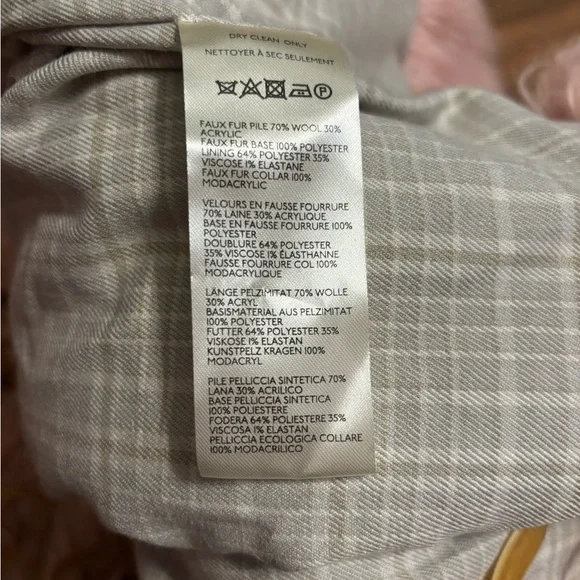 DRY CLEAN ONLY
NETTOYER À SEC SEULEMENT
P
FAUX FUR PILE 70% WOOL 30%
ACRYLIC
FAUX FUR BASE 100% POLYESTER
LINING 64% POLYESTER 35%
VISCOSE 1% ELASTANE
FAUX FUR COLLAR 100%
MODACRYLIC
VELOURS EN FAUSSE FOURRURE
70% LAINE 30% ACRYLIQUE
BASE EN FAUSSE FOURRURE 100%
POLYESTER
DOUBLURE 64% POLYESTER
35% VISCOSE 1% ÉLASTHANNE
FAUSSE FOURRURE COL 100%
MODACRYLIQUE
LÄNGE PELZIMITAT 70% WOLLE
30% ACRYL
BASISMATERIAL AUS PELZIMITAT
100% POLYESTER
FUTTER 64% POLYESTER 35%
VISKOSE 1% ELASTAN
KUNSTPELZ KRAGEN 100%
MODACRYL
PILE PELLICCIA SINTETICA 70%
LANA 30% ACRILICO
BASE PELLICCIA SINTETICA
100% POLIESTERE
FODERA 64% POLIESTERE 35%
VISCOSA 1% ELASTAN
PELLICCIA ECOLOGICA COLLARE
100% MODACRILICO